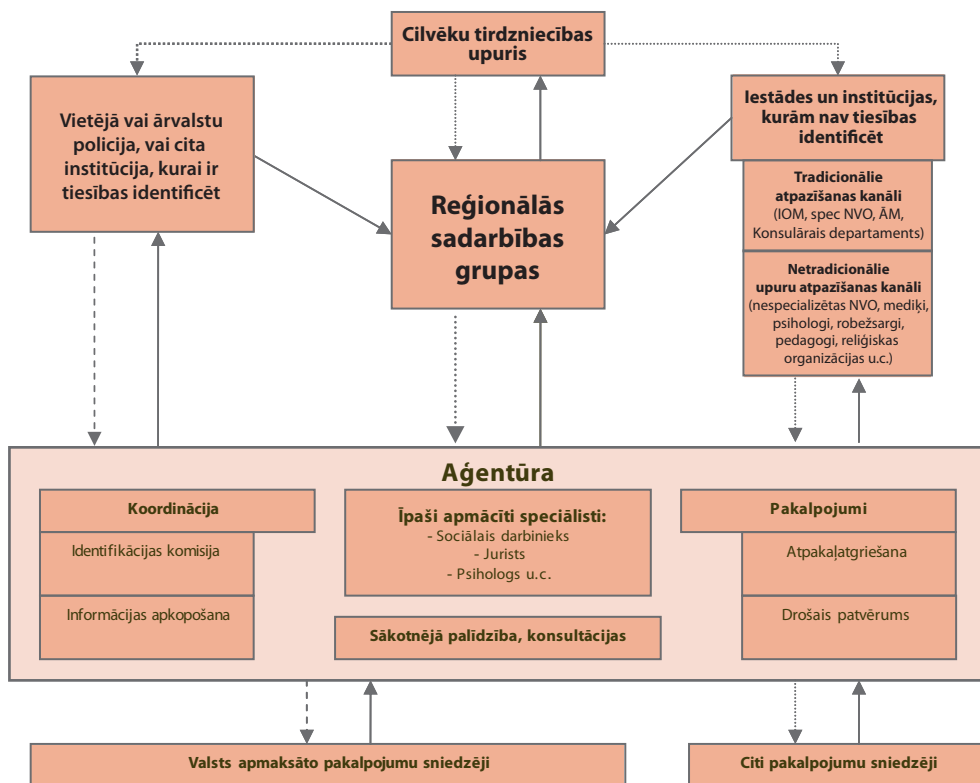 Cilvēku tirdzniecības
upuris
Vietējā vai ārvalstu
policija, vai cita
institūcija, kurai ir
tiesības identificēt
Reģionālās
sadarbības
grupas
Iestādes un institūcijas,
kurām nav tiesības
identificēt
Tradicionālie
atpazīšanas kanāli
(IOM, spec NVO, ĀM,
Konsulārais departaments)
Netradicionālie
upuru atpazīšanas kanāli
(nespecializētas NVO, mediķi,
psihologi, robežsargi,
pedagogi, reliģiskas
organizācijas u.c.)
Aģentūra
Koordinācija
Identifikācijas komisija
Informācijas apkopošana
Īpaši apmācīti speciālisti:
- Sociālais darbinieks
- Jurists
- Psihologs u.c.
Sākotnējā palīdzība, konsultācijas
Pakalpojumi
Atpakaļatgriešana
Drošais patvērums
Valsts apmaksāto pakalpojumu sniedzēji
Citi pakalpojumu sniedzēji